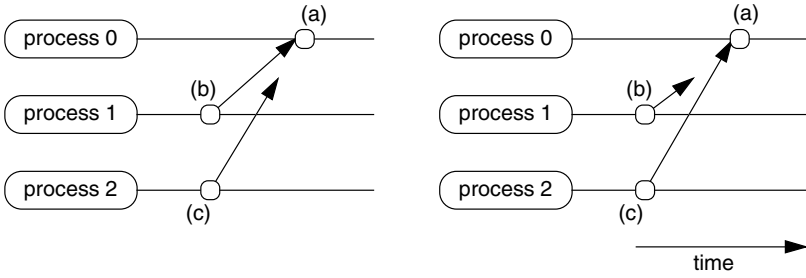 (a)
process 0
(b)
process 1
process 2
(c)
(a)
process 0
(b)
process 1
process 2
(c)
time